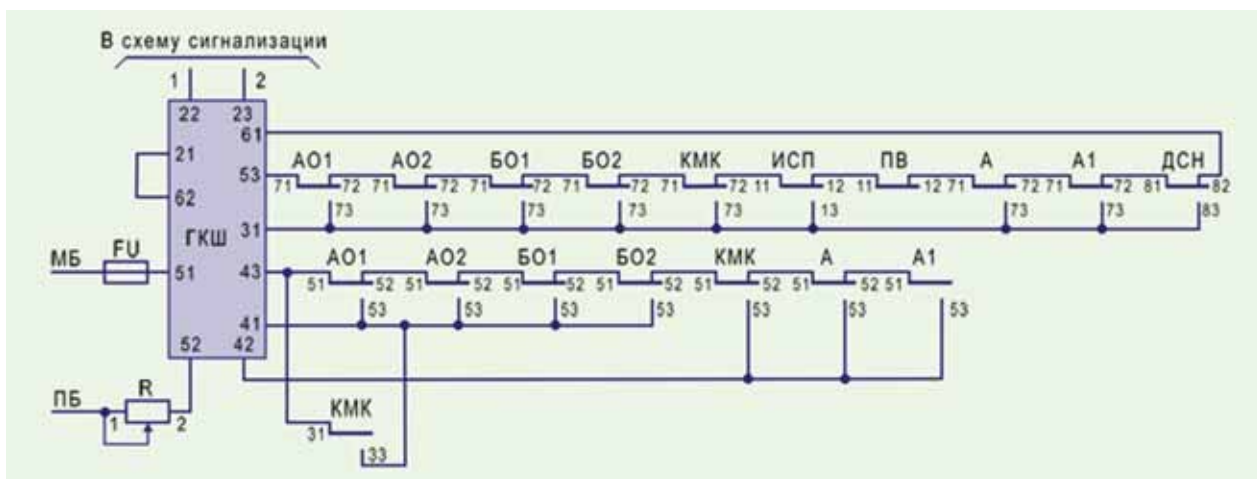 В схему сигнализации
1 2
22 23
61
21 АО1 АО2 БО1 БО2 КМК ИСП ПВ А А1 ДСН
53 71 72 71 72 71 72 71 72 71 72 11 12 11 12 71 72 71 72 81 82
62 73 73 73 73 73 13 73 73 83
31
ГКШ
МБ FU 51 43 АО1 АО2 БО1 БО2 КМК А А1
51 52 51 52 51 52 51 52 51 52 51 52 51
41 53 53 53 53 53 53 53
52 42
ПБ R КМК
1 2 31
33